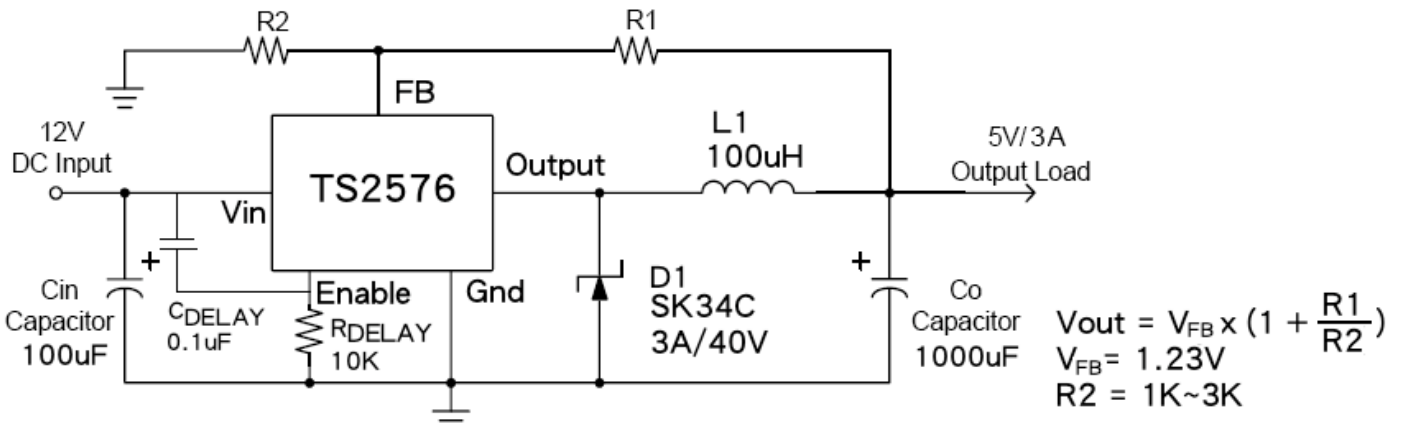 R2
R1
FB
12V
DC Input
L1
100uH
5V/3A
Output Load
Output
TS2576
Vin
+
+
Cin
Capacitor
100uF
CDELAY
0.1uF
Enable
Gnd
RDELAY
10K
D1
SK34C
3A/40V
Co
Capacitor
1000uF
Vout = VFB x (1 + R1/R2)
VFB = 1.23V
R2 = 1K~3K